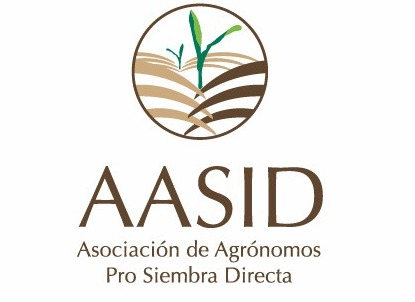 AASID
Asociación de Agrónomos
Pro Siembra Directa